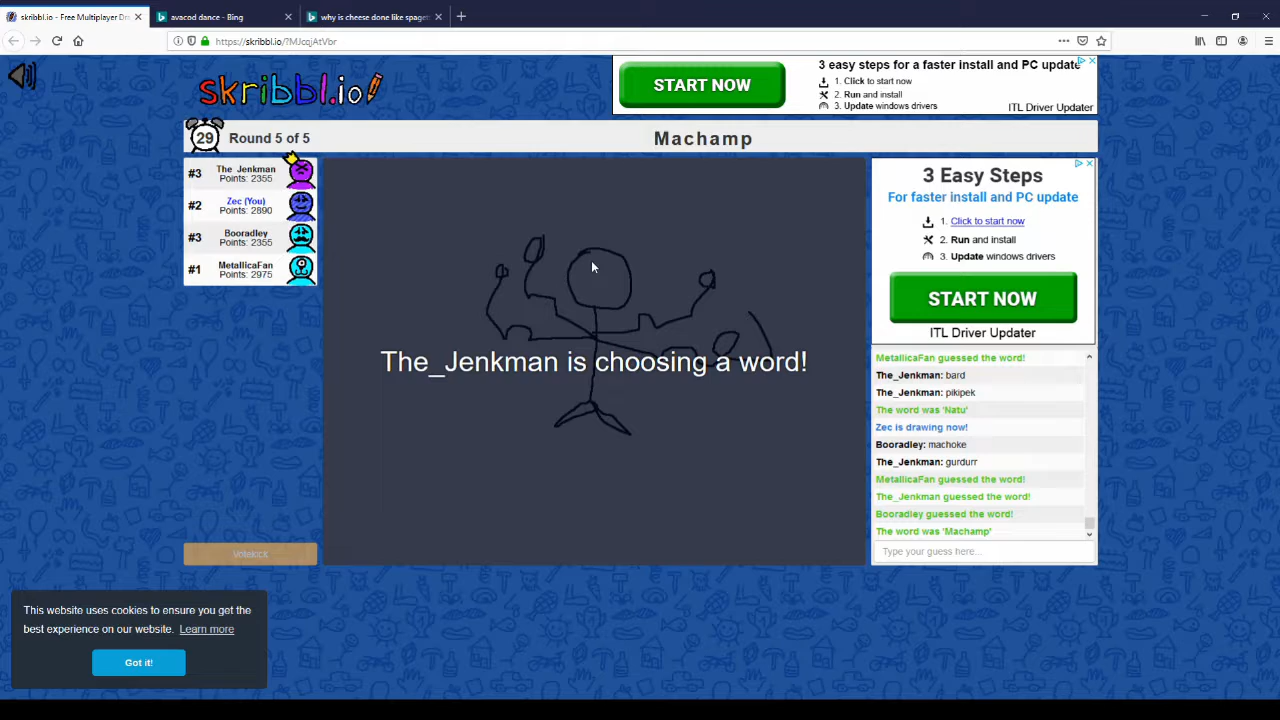 skribbl.io - Free Multiplayer Dr
avacod dance - Bing
why is cheese done like spaget
https://skribbl.io/?MJcqjAtVbr
skribbl.io
START NOW
3 easy steps for a faster install and PC update
1. Click to start now
2. Run and install
3. Update windows drivers
ITL Driver Updater
29
Round 5 of 5
Machamp
#3
The_Jenkman
Points: 2355
#2
Zec (You)
Points: 2890
#3
Booradley
Points: 2355
#1
MetallicaFan
Points: 2975
Votekick
The_Jenkman is choosing a word!
3 Easy Steps
For faster install and PC update
1. Click to start now
2. Run and install
3. Update windows drivers
START NOW
ITL Driver Updater
MetallicaFan guessed the word!
The_Jenkman: bard
The_Jenkman: pikipek
The word was 'Natu'
Zec is drawing now!
Booradley: machoke
The_Jenkman: gurdurr
MetallicaFan guessed the word!
The_Jenkman guessed the word!
Booradley guessed the word!
The word was 'Machamp'
Type your guess here...
This website uses cookies to ensure you get the
best experience on our website. Learn more
Got it!